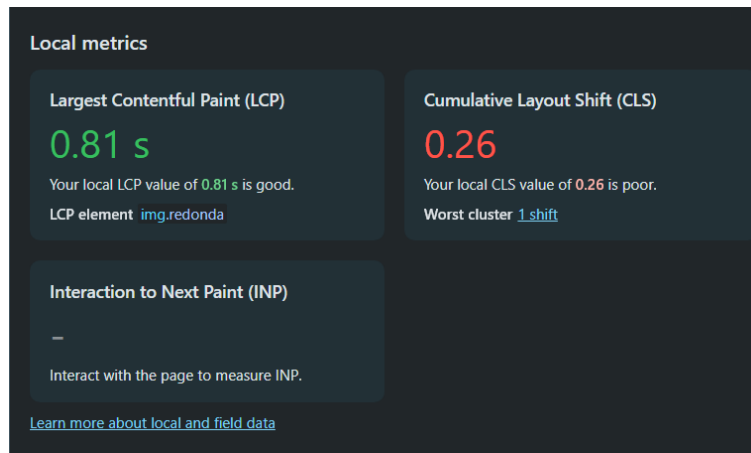 Local metrics
Largest Contentful Paint (LCP)
0.81 s
Your local LCP value of 0.81 s is good.
LCP element img.redonda
Cumulative Layout Shift (CLS)
0.26
Your local CLS value of 0.26 is poor.
Worst cluster 1 shift
Interaction to Next Paint (INP)
-
Interact with the page to measure INP.
Learn more about local and field data